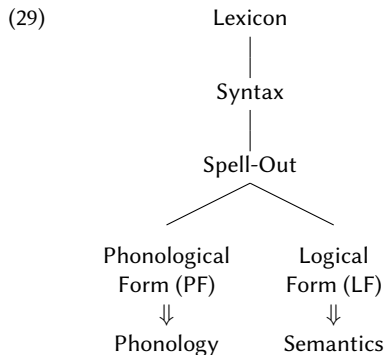 (29) Lexicon
Syntax
Spell-Out
Phonological Logical
Form (PF) Form (LF)
⇓ ⇓
Phonology Semantics